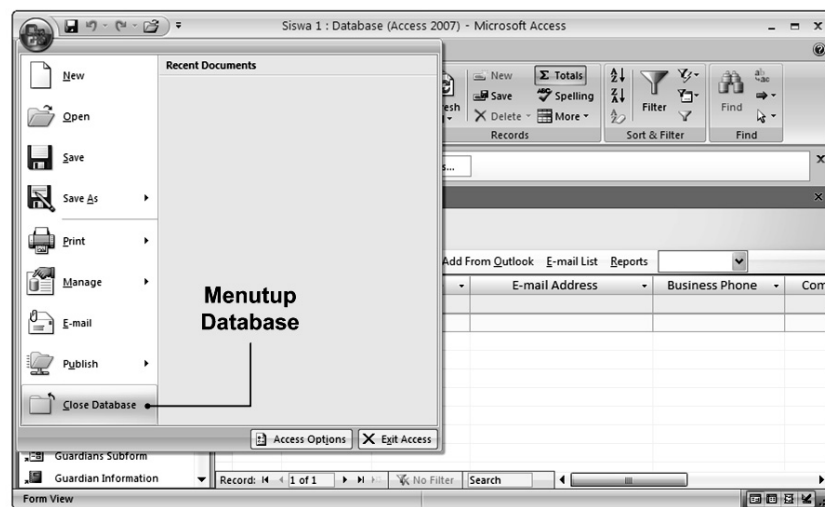 Siswa 1 : Database (Access 2007) - Microsoft Access
New
Open
Save
Save As
Print
Manage
E-mail
Publish
Close Database
Recent Documents
Menutup
Database
Access Options
Exit Access
New
Save
Delete
Σ Totals
Spelling
More
Records
Filter
Sort & Filter
Find
Find
Add From Outlook
E-mail List
Reports
E-mail Address
Business Phone
Com
Guardians Subform
Guardian Information
Record:
1 of 1
No Filter
Search
Form View